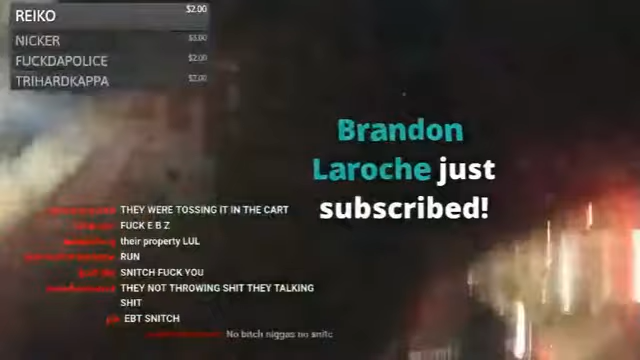 REIKO $2.00
NICKER $3.00
FUCKDAPOLICE $2.00
TRIHARDKAPPA $2.00
Brandon
Laroche just
subscribed!
THEY WERE TOSSING IT IN THE CART
FUCK E B Z
their property LUL
RUN
SNITCH FUCK YOU
THEY NOT THROWING SHIT THEY TALKING
SHIT
EBT SNITCH
No bitch niggas no snitc